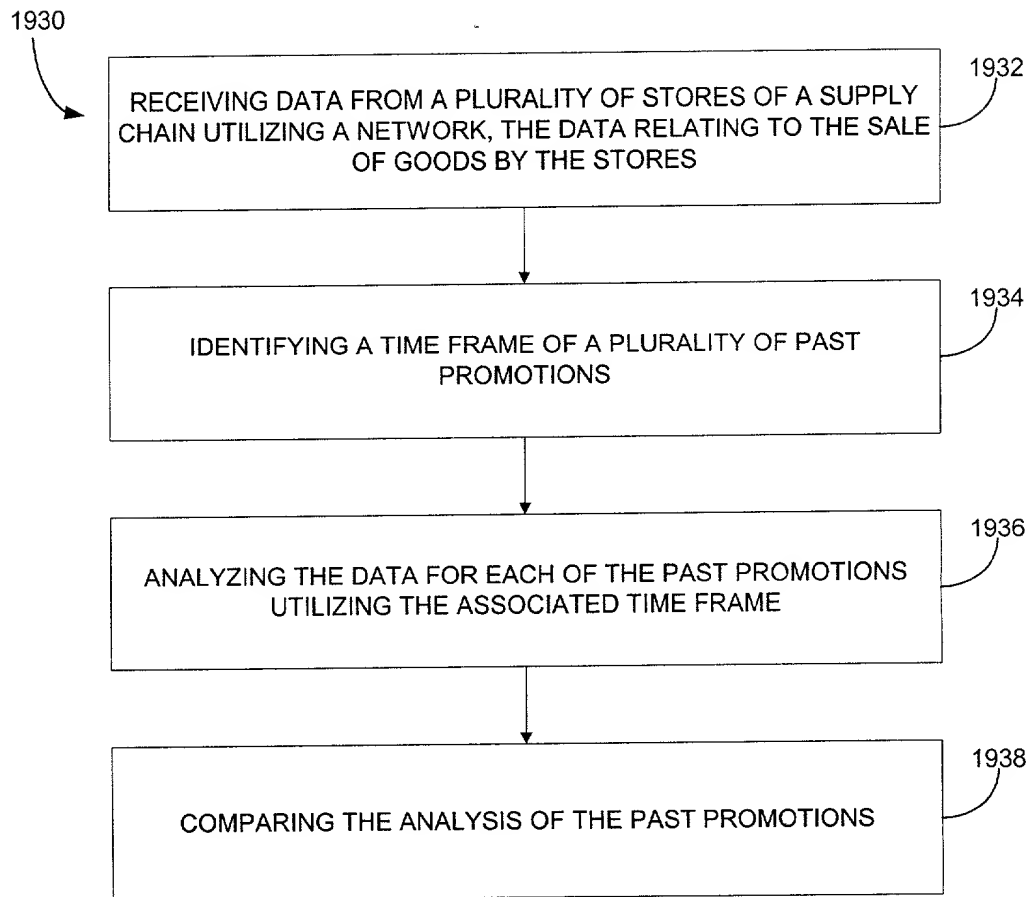 1930
RECEIVING DATA FROM A PLURALITY OF STORES OF A SUPPLY
CHAIN UTILIZING A NETWORK, THE DATA RELATING TO THE SALE
OF GOODS BY THE STORES
1932
IDENTIFYING A TIME FRAME OF A PLURALITY OF PAST
PROMOTIONS
1934
ANALYZING THE DATA FOR EACH OF THE PAST PROMOTIONS
UTILIZING THE ASSOCIATED TIME FRAME
1936
COMPARING THE ANALYSIS OF THE PAST PROMOTIONS
1938